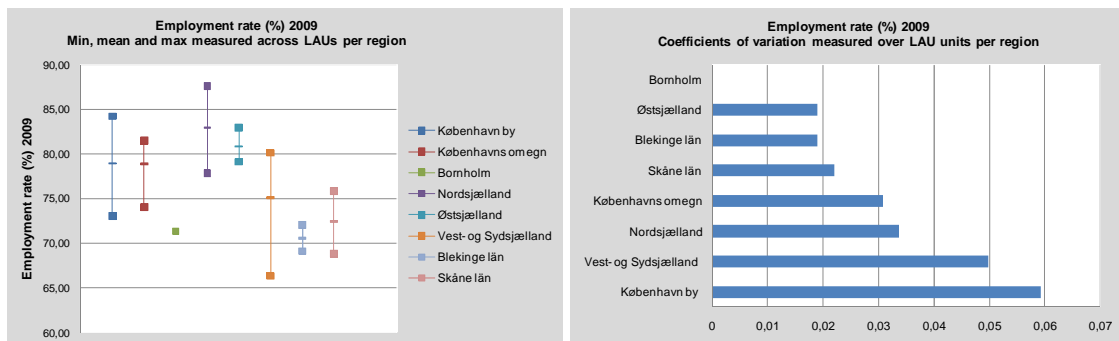 Employment rate (%) 2009
Min, mean and max measured across LAUs per region
Employment rate (%) 2009
90,00
85,00
80,00
75,00
70,00
65,00
60,00
København by
Københavns omegn
Bornholm
Nordsjælland
Østsjælland
Vest- og Sydsjælland
Blekinge län
Skåne län
Employment rate (%) 2009
Coefficients of variation measured over LAU units per region
Bornholm
Østsjælland
Blekinge län
Skåne län
Københavns omegn
Nordsjælland
Vest- og Sydsjælland
København by
0 0,01 0,02 0,03 0,04 0,05 0,06 0,07